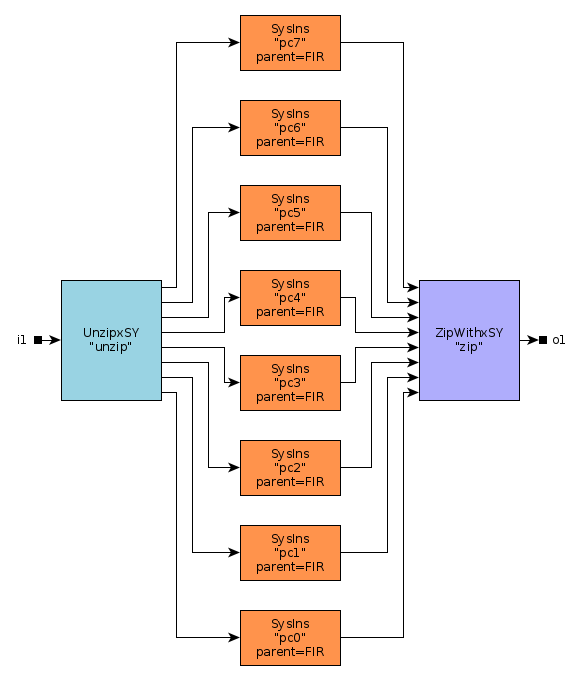 SysIns
"pc7"
parent=FIR
SysIns
"pc6"
parent=FIR
SysIns
"pc5"
parent=FIR
SysIns
"pc4"
parent=FIR
i1
UnzipxSY
"unzip"
ZipWithxSY
"zip"
o1
SysIns
"pc3"
parent=FIR
SysIns
"pc2"
parent=FIR
SysIns
"pc1"
parent=FIR
SysIns
"pc0"
parent=FIR